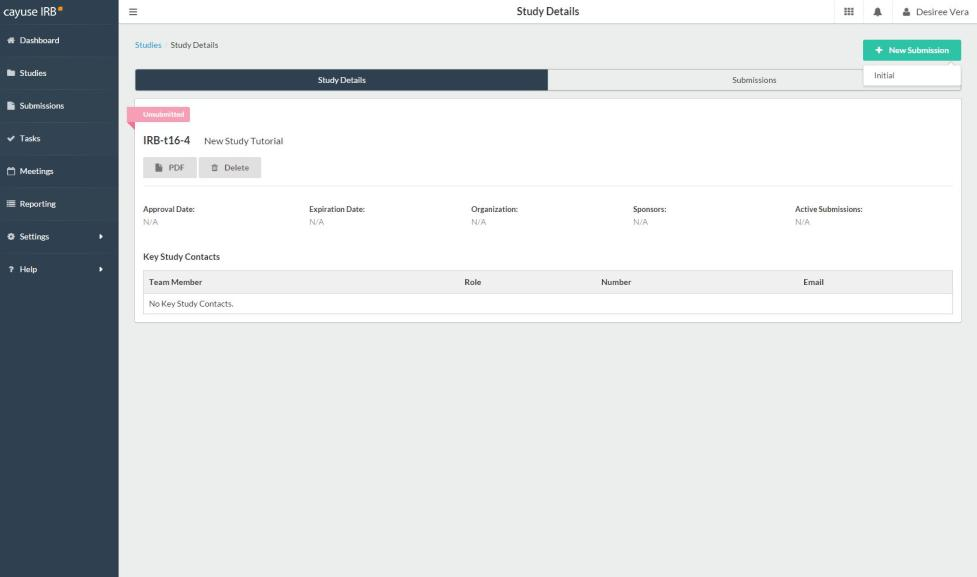 cayuse IRB
Study Details
Desiree Vera
Dashboard
Studies
Submissions
Tasks
Meetings
Reporting
Settings
? Help
Studies / Study Details
+ New Submission
Initial
Study Details
Submissions
Unsubmitted
IRB-t16-4 New Study Tutorial
PDF
Delete
Approval Date: Expiration Date: Organization: Sponsors: Active Submissions:
N/A N/A N/A N/A N/A
Key Study Contacts
Team Member Role Number Email
No Key Study Contacts.